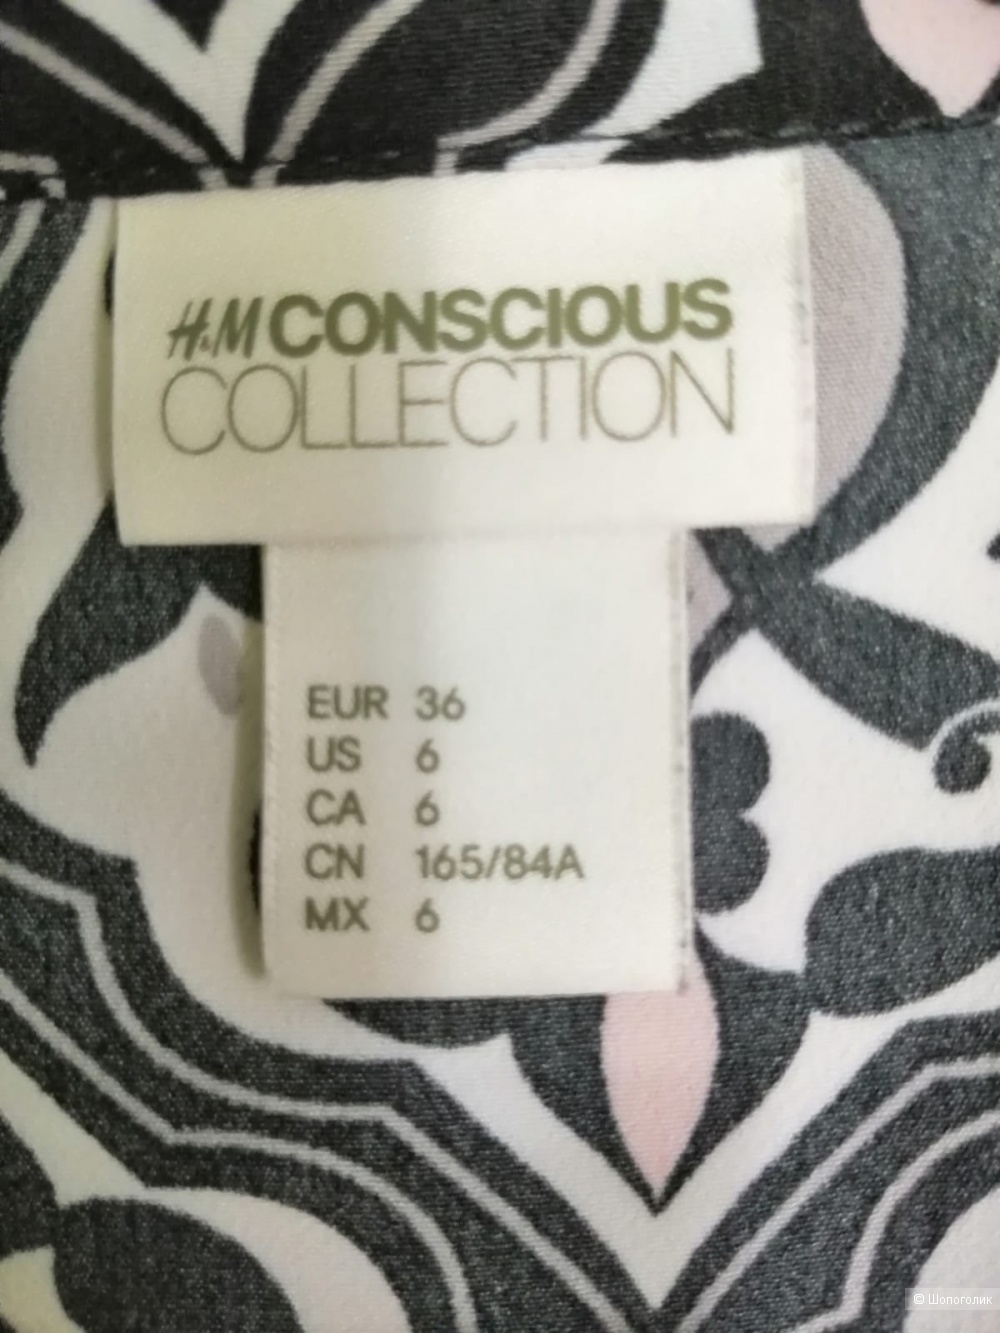 H&M CONSCIOUS
COLLECTION
EUR 36
US 6
CA 6
CN 165/84A
MX 6
© Шопоголик